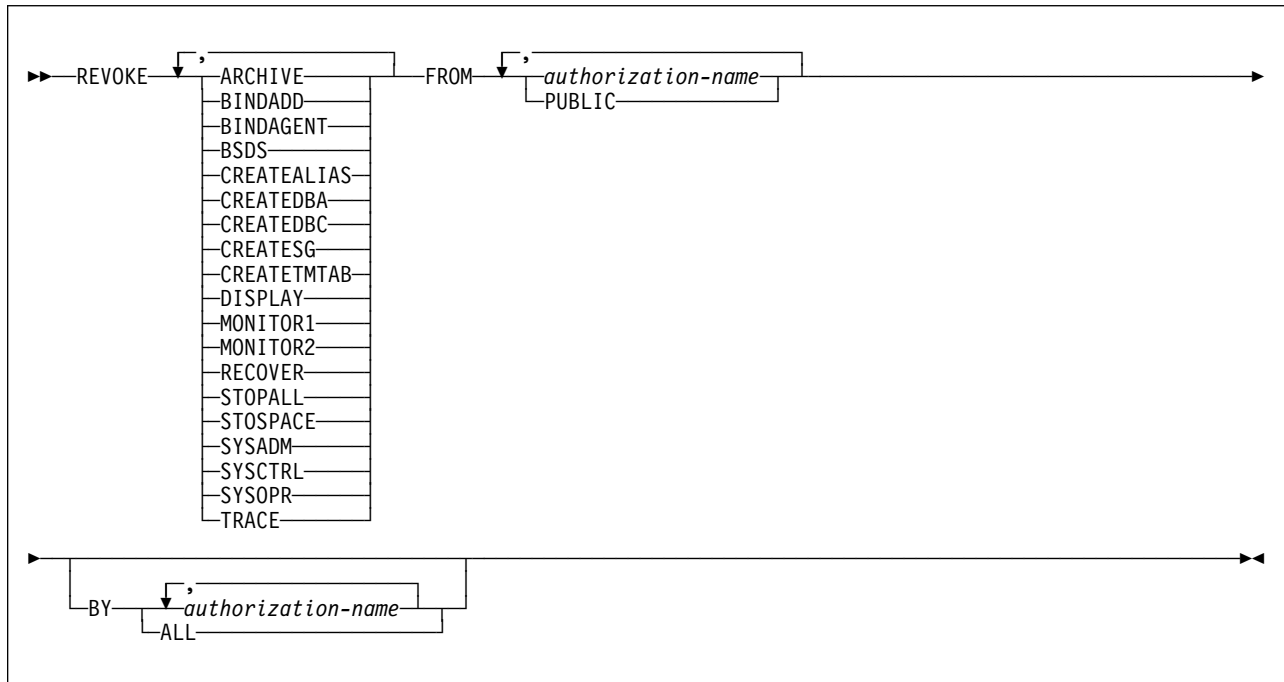 , ,
REVOKE ARCHIVE FROM authorization-name
BINDADD PUBLIC
BINDAGENT
BSDS
CREATEALIAS
CREATEDBA
CREATEDBC
CREATESG
CREATETMTAB
DISPLAY
MONITOR1
MONITOR2
RECOVER
STOPALL
STOSPACE
SYSADM
SYSCTRL
SYSOPR
TRACE
,
BY authorization-name
ALL